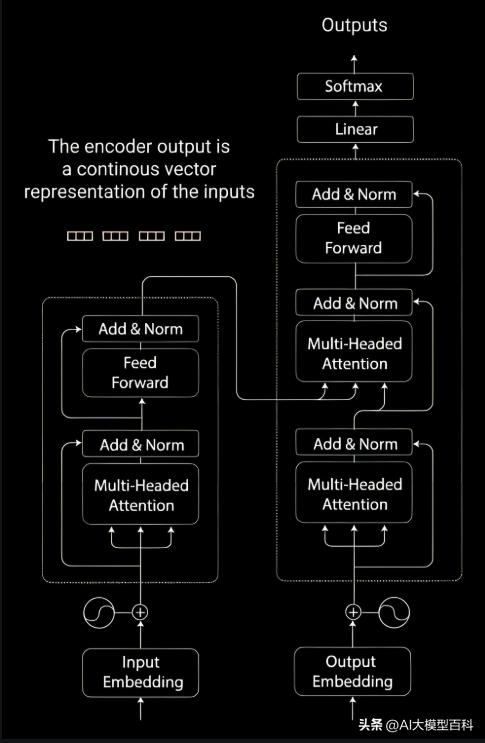 Outputs
Softmax
Linear
The encoder output is
a continous vector
representation of the inputs
Add & Norm
Feed
Forward
Add & Norm
Multi-Headed
Attention
Add & Norm
Multi-Headed
Attention
Add & Norm
Feed
Forward
Add & Norm
Multi-Headed
Attention
Input
Embedding
Output
Embedding
头条 @AI大模型百科